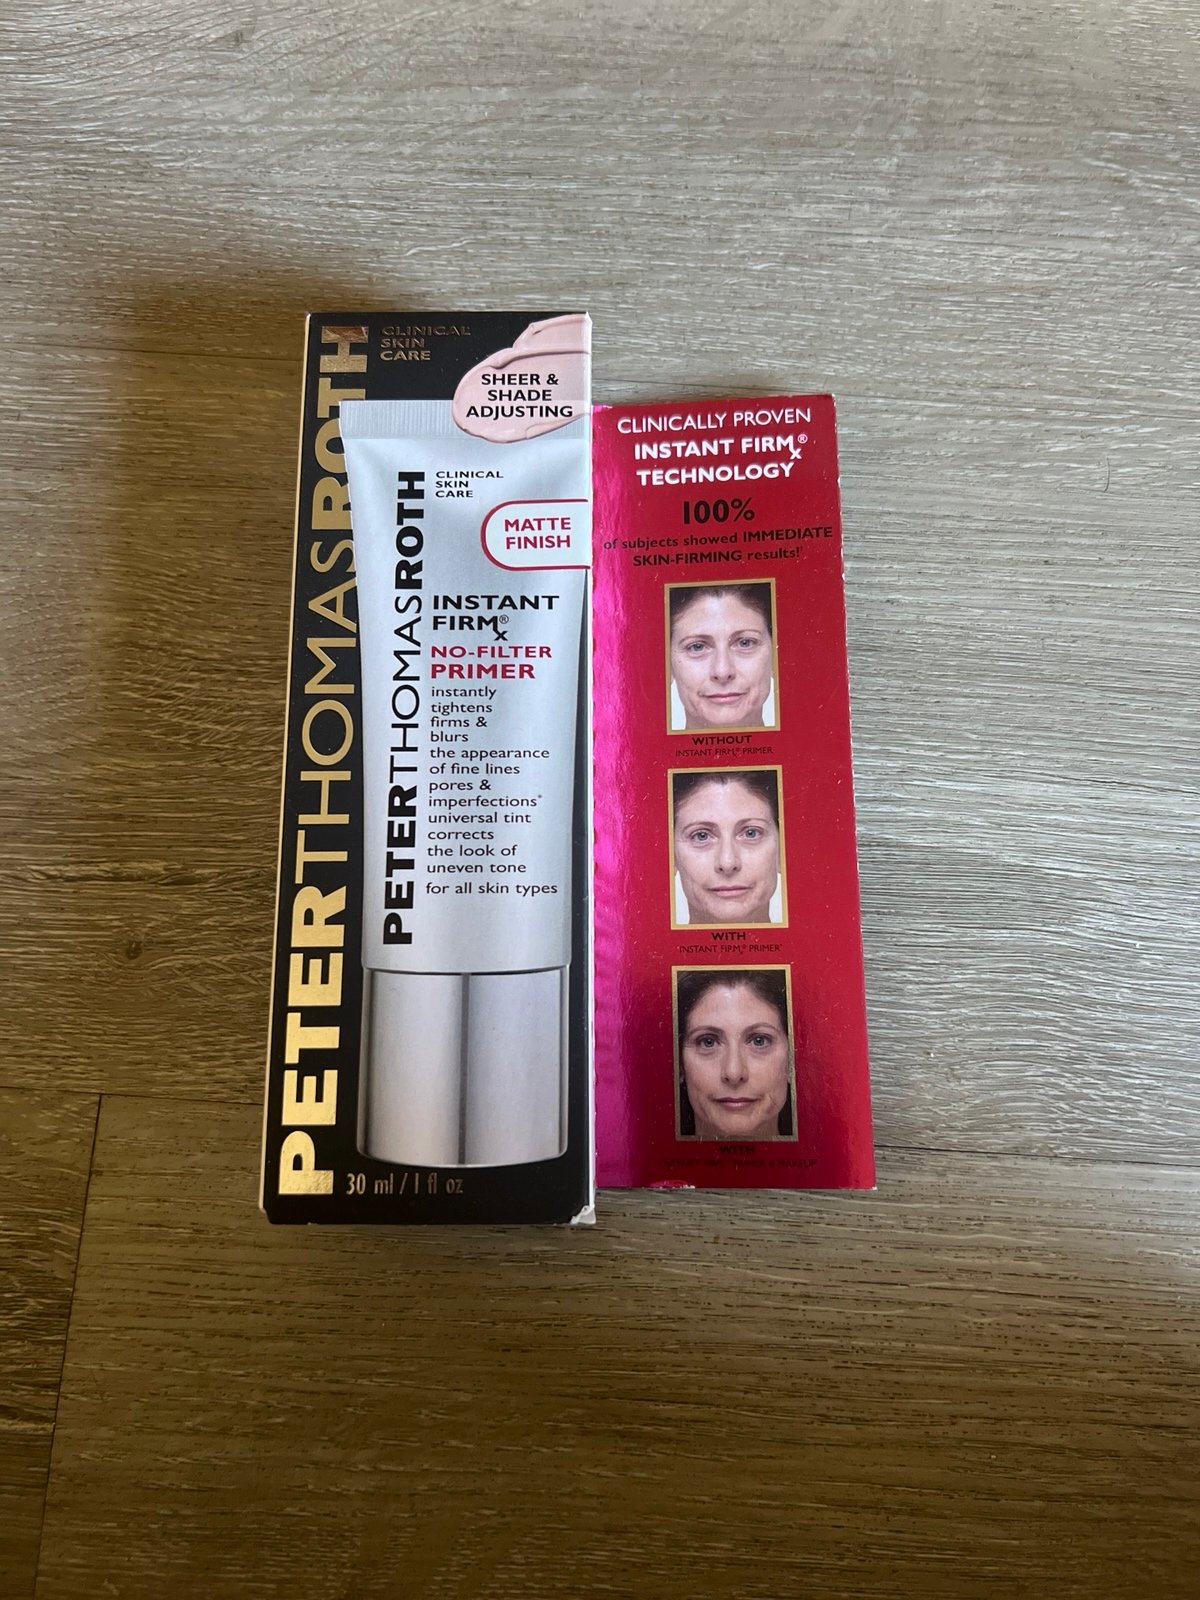 PETERTHOMASROTH
CLINICAL
SKIN
CARE
SHEER &
SHADE
ADJUSTING
PETERTHOMASROTH
CLINICAL
SKIN
CARE
MATTE
FINISH
INSTANT
FIRMx®
NO-FILTER
PRIMER
instantly
tightens
firms &
blurs
the appearance
of fine lines
pores &
imperfections*
universal tint
corrects
the look of
uneven tone
for all skin types
30 ml / 1 fl oz
CLINICALLY PROVEN
INSTANT FIRMx®
TECHNOLOGY
100%
of subjects showed IMMEDIATE
SKIN-FIRMING results!
WITHOUT
INSTANT FIRMx® PRIMER
WITH
INSTANT FIRMx® PRIMER
WITH